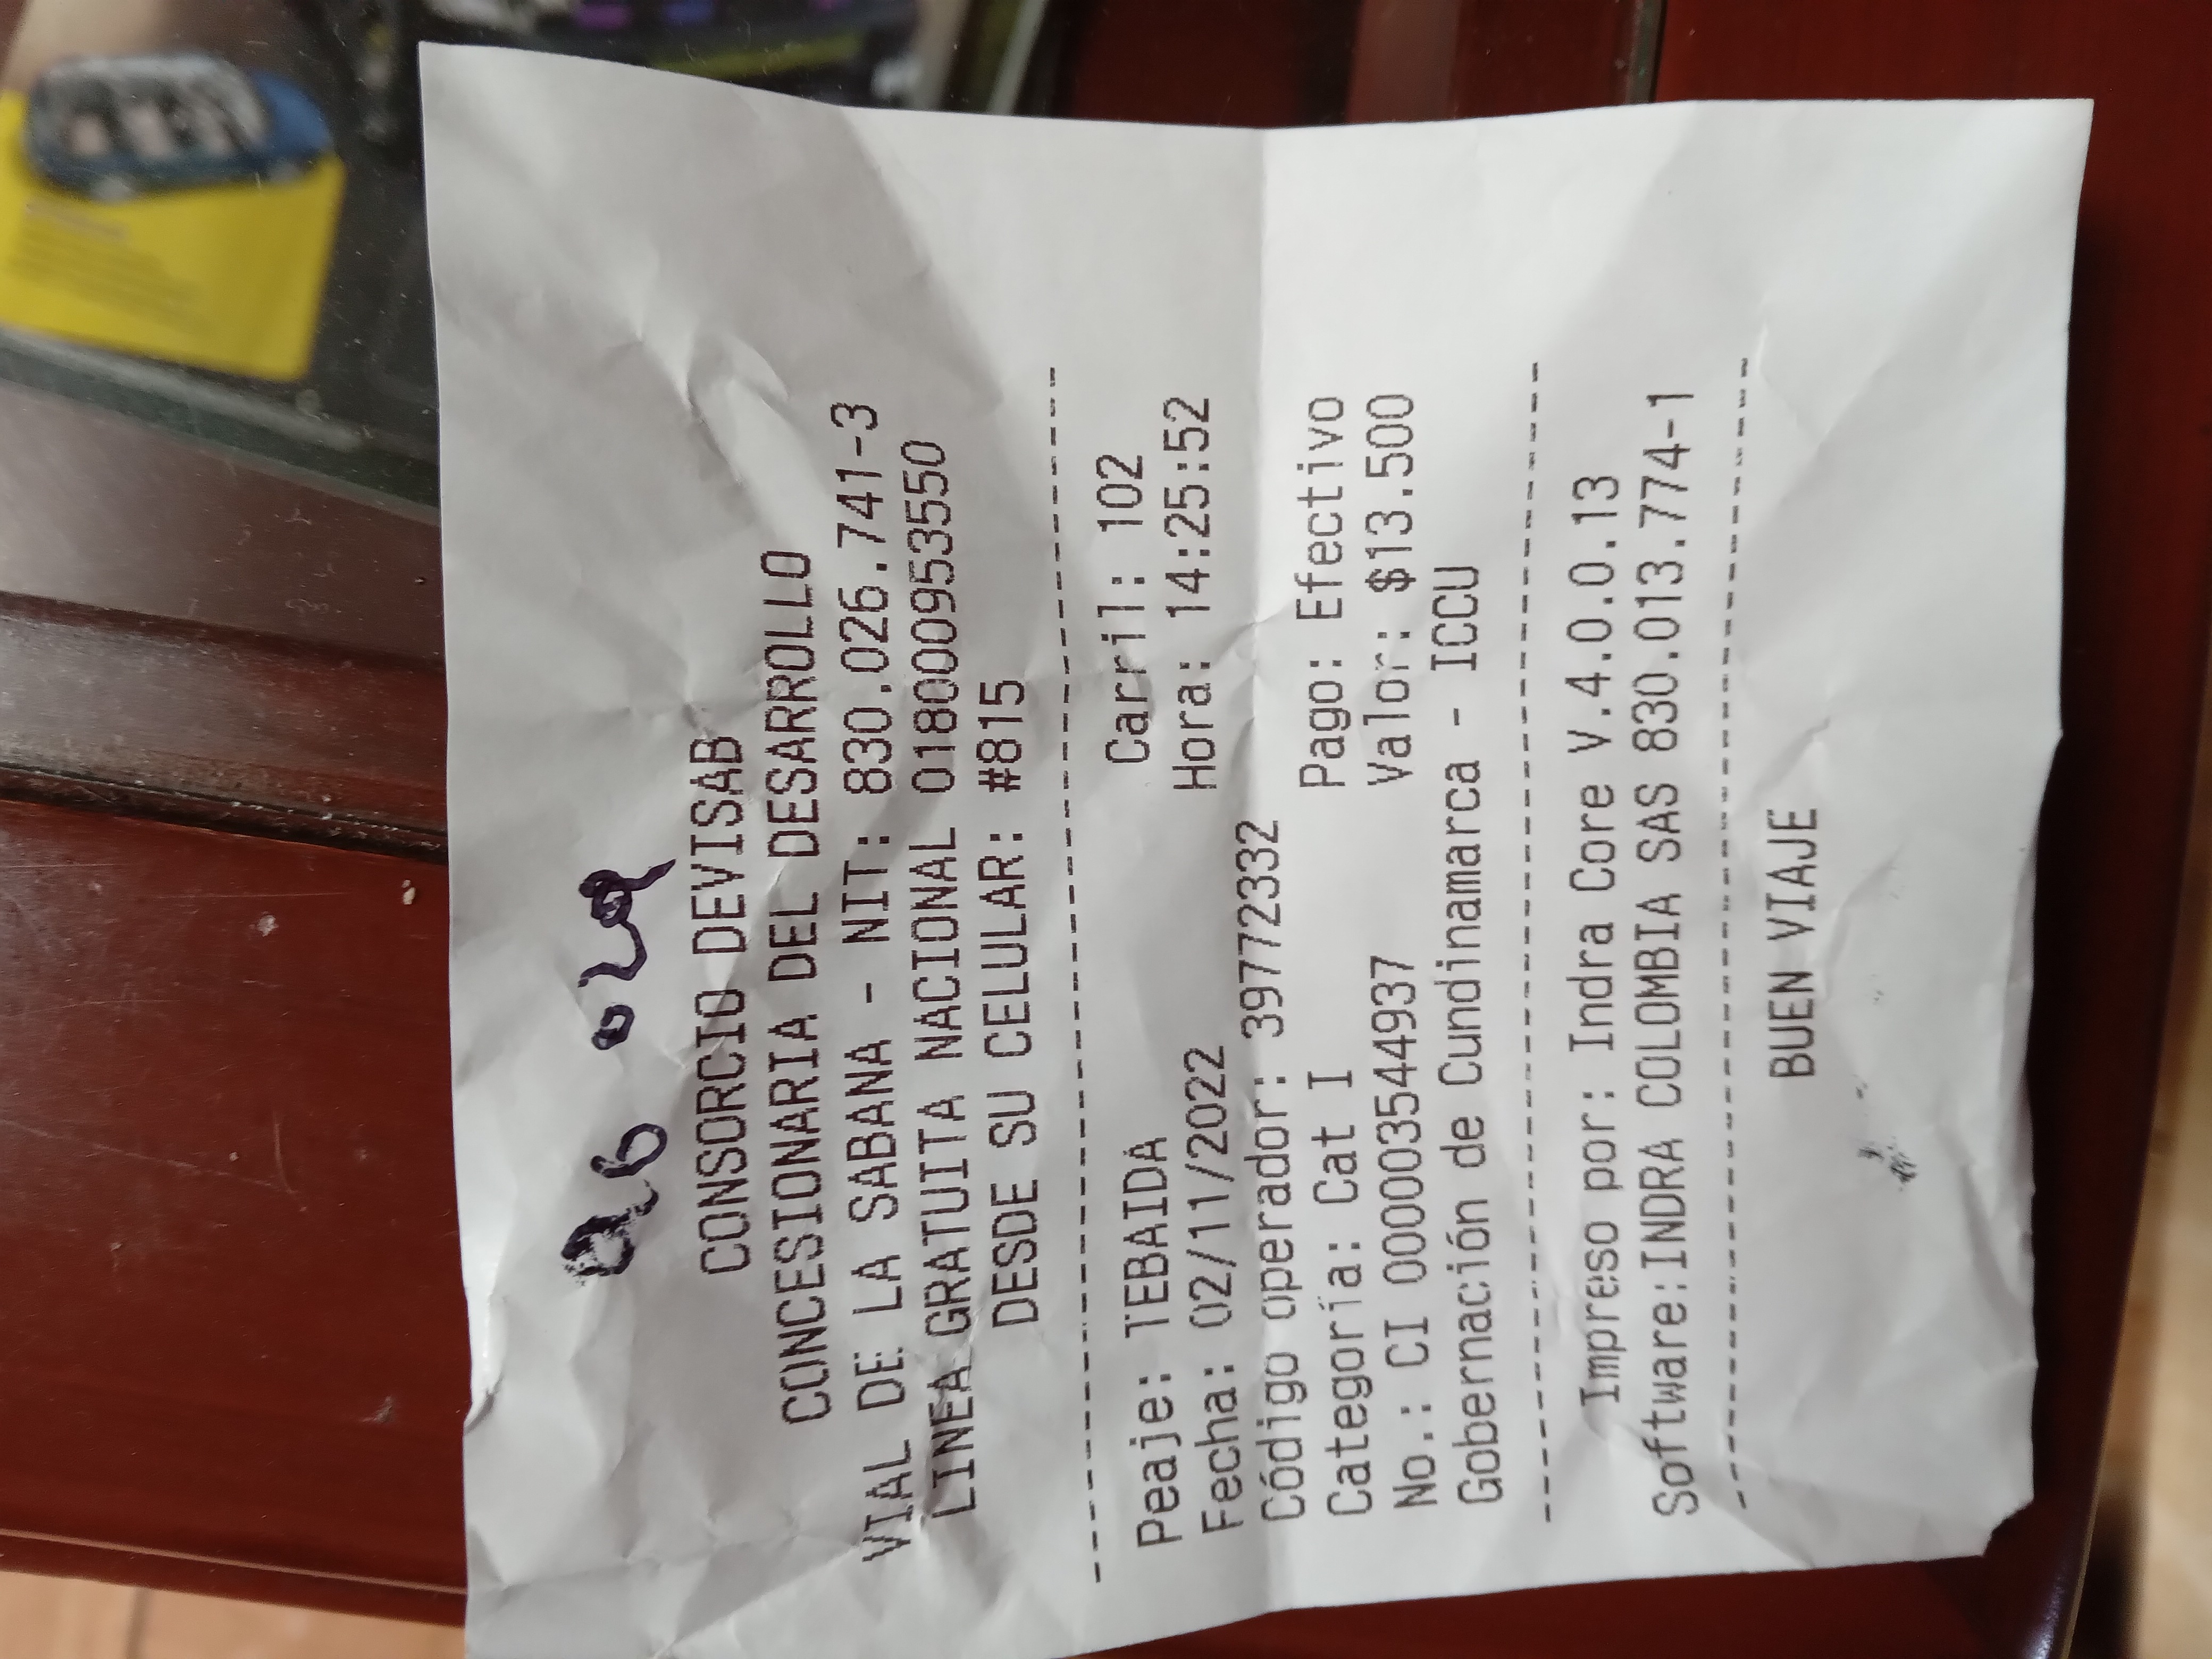 CONSORCIO DEVISAB
CONCESIONARIA DEL DESARROLLO
VIAL DE LA SABANA - NIT: 830.026.741-3
LINEA GRATUITA NACIONAL 018000953550
DESDE SU CELULAR: #815
Peaje: TEBAIDA Carril: 102
Fecha: 02/11/2022 Hora: 14:25:52
Código operador: 39772332
Categoría: Cat I Pago: Efectivo
No.: CI 000003544937 Valor: $13.500
Gobernación de Cundinamarca - ICCU
Impreso por: Indra Core V.4.0.0.13
Software:INDRA COLOMBIA SAS 830.013.774-1
BUEN VIAJE